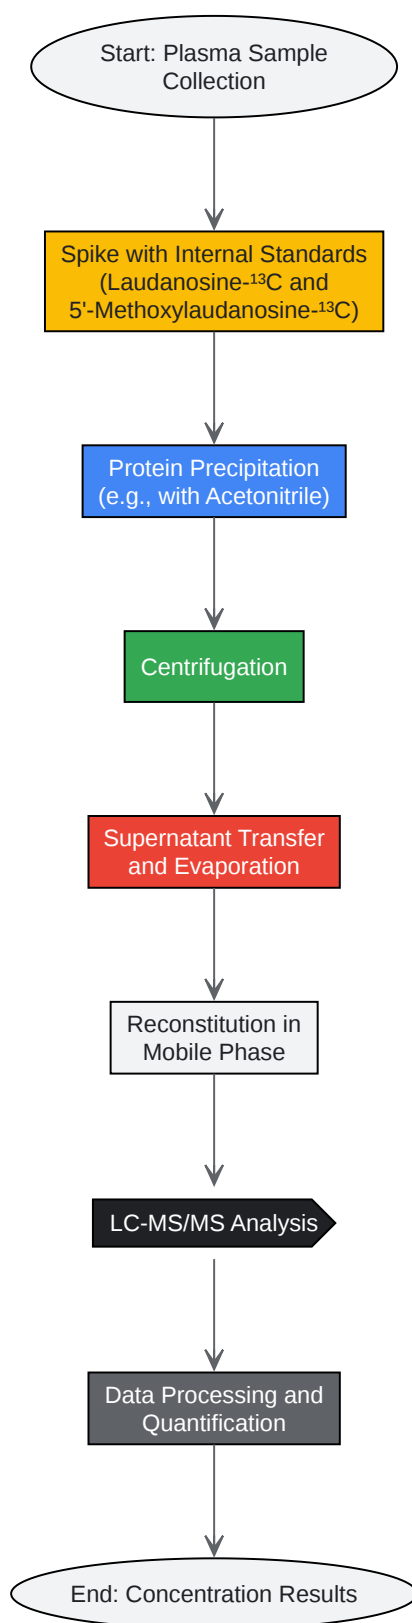 Start: Plasma Sample
Collection
Spike with Internal Standards
(Laudanosine-¹³C and
5'-Methoxylaudanosine-¹³C)
Protein Precipitation
(e.g., with Acetonitrile)
Centrifugation
Supernatant Transfer
and Evaporation
Reconstitution in
Mobile Phase
LC-MS/MS Analysis
Data Processing and
Quantification
End: Concentration Results